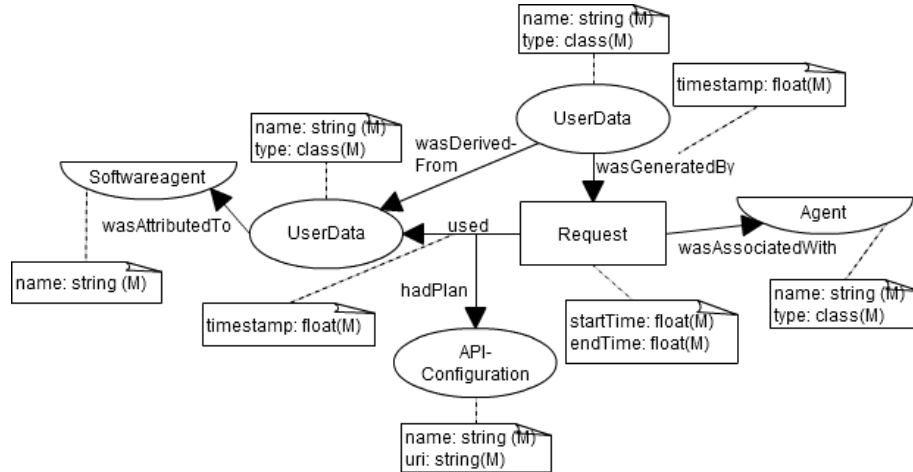 name: string (M)
type: class(M)
timestamp: float(M)
UserData
name: string (M)
type: class(M)
wasDerived-
From
wasGeneratedBy
Softwareagent
wasAttributedTo
UserData
used
Request
Agent
wasAssociatedWith
name: string (M)
hadPlan
timestamp: float(M)
startTime: float(M)
endTime: float(M)
name: string (M)
type: class(M)
API-
Configuration
name: string (M)
uri: string(M)